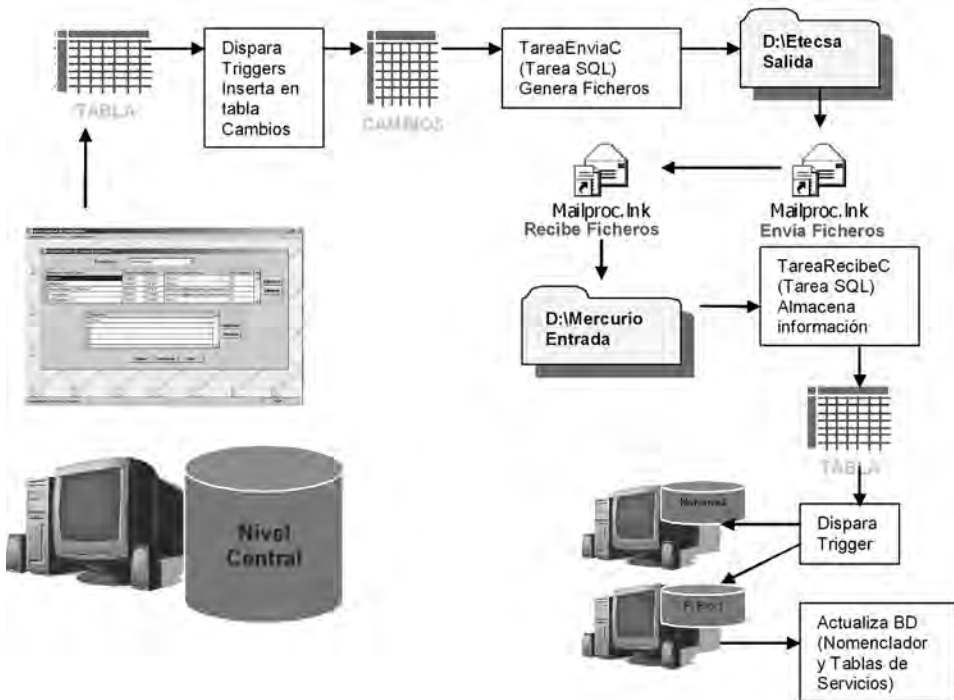 TABLA
Dispara
Triggers
Inserta en
tabla
Cambios
CAMBIOS
TareaEnviaC
(Tarea SQL)
Genera Ficheros
D:\Etecsa
Salida
Mailproc.lnk
Recibe Ficheros
Mailproc.lnk
Envia Ficheros
D:\Mercurio
Entrada
TareaRecibeC
(Tarea SQL)
Almacena
información
TABLA
Dispara
Trigger
Nivel
Central
Actualiza BD
(Nomenclador
y Tablas de
Servicios)